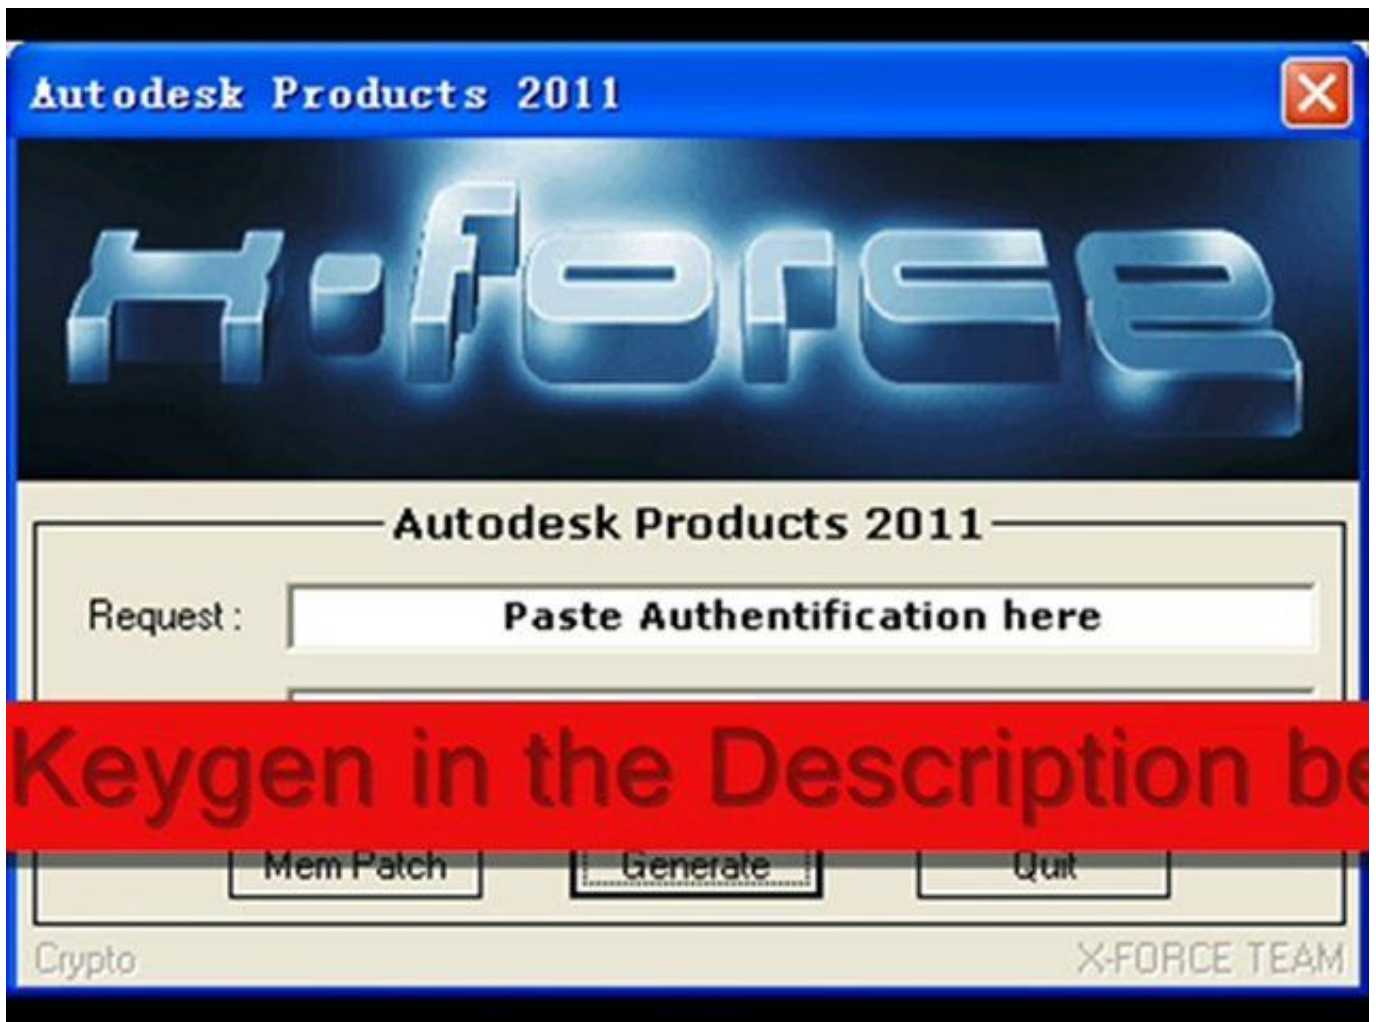 Autodesk Products 2011
X-force
Autodesk Products 2011
Request :
Paste Authentification here
Keygen in the Description be
Mem Patch
Generate
Quit
Crypto
X-FORCE TEAM